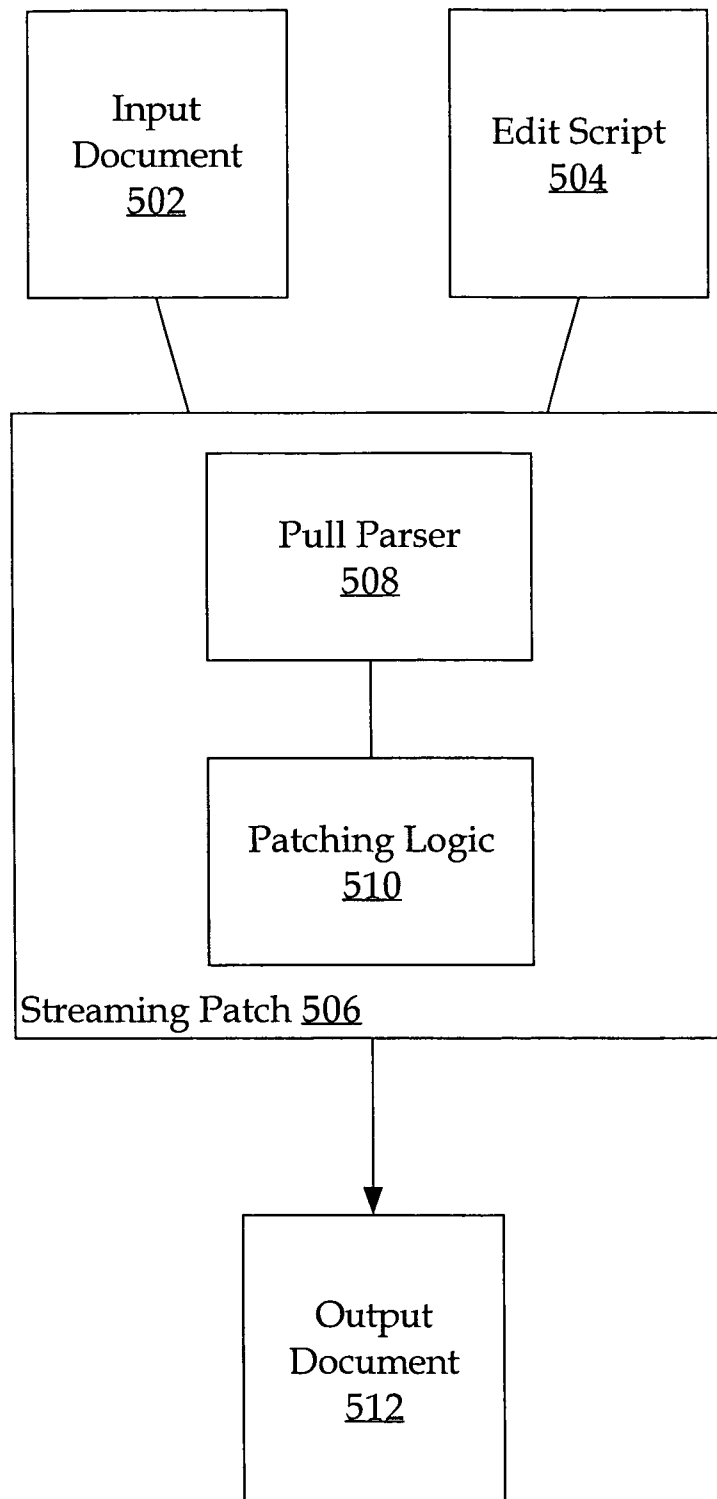 Input
Document
502
Edit Script
504
Pull Parser
508
Patching Logic
510
Streaming Patch 506
Output
Document
512